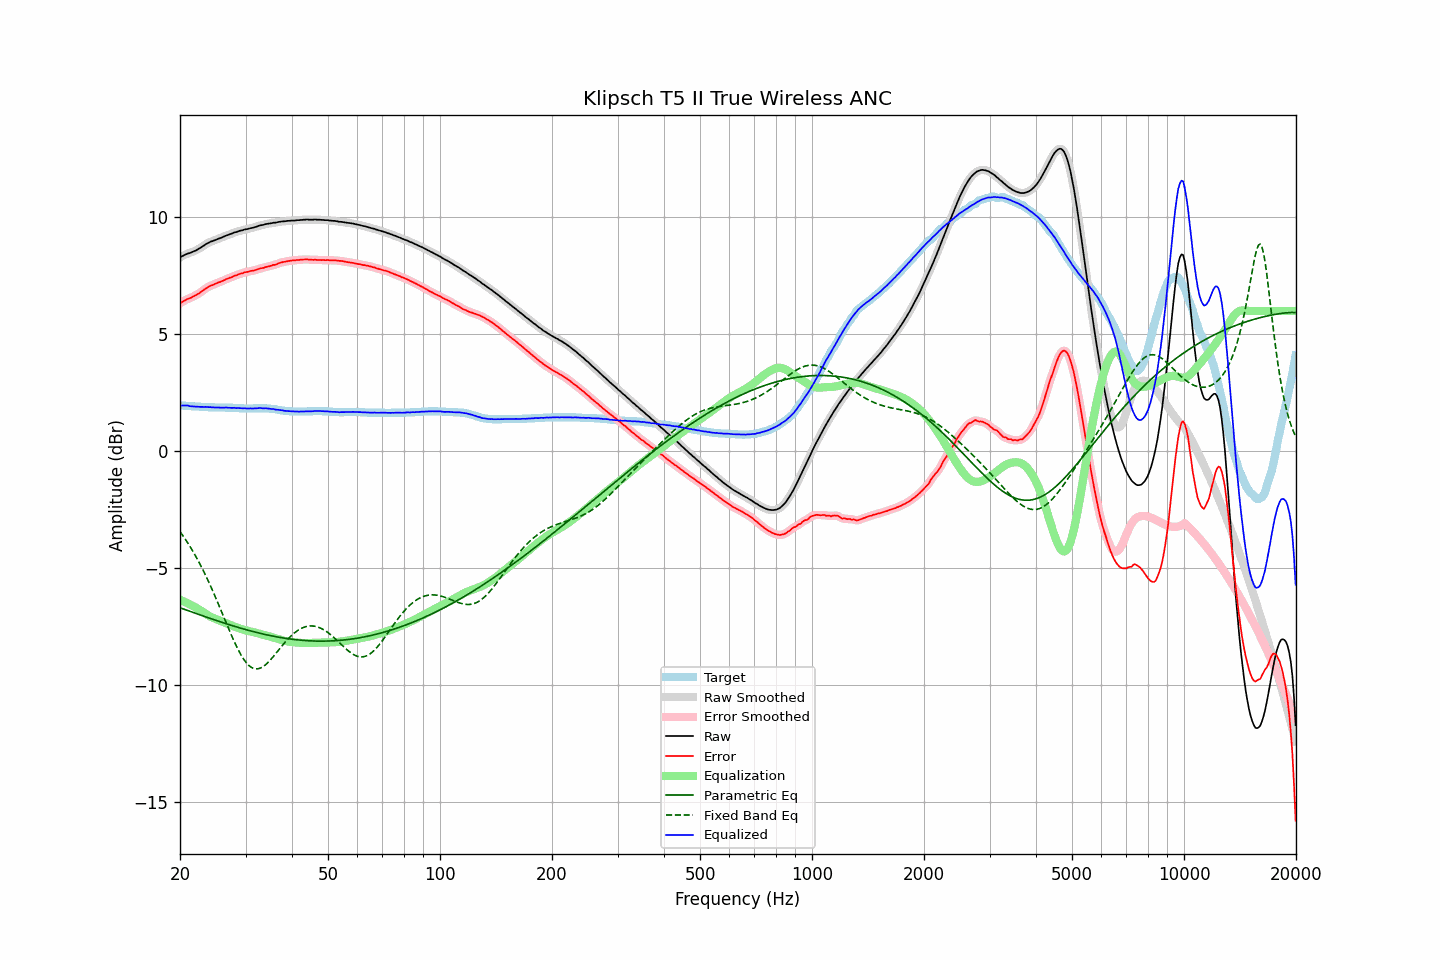 Klipsch T5 II True Wireless ANC
Amplitude (dBr)
10
5
0
−5
−10
−15
Target
Raw Smoothed
Error Smoothed
Raw
Error
Equalization
Parametric Eq
Fixed Band Eq
Equalized
20
50
100
200
500
1000
2000
5000
10000
20000
Frequency (Hz)